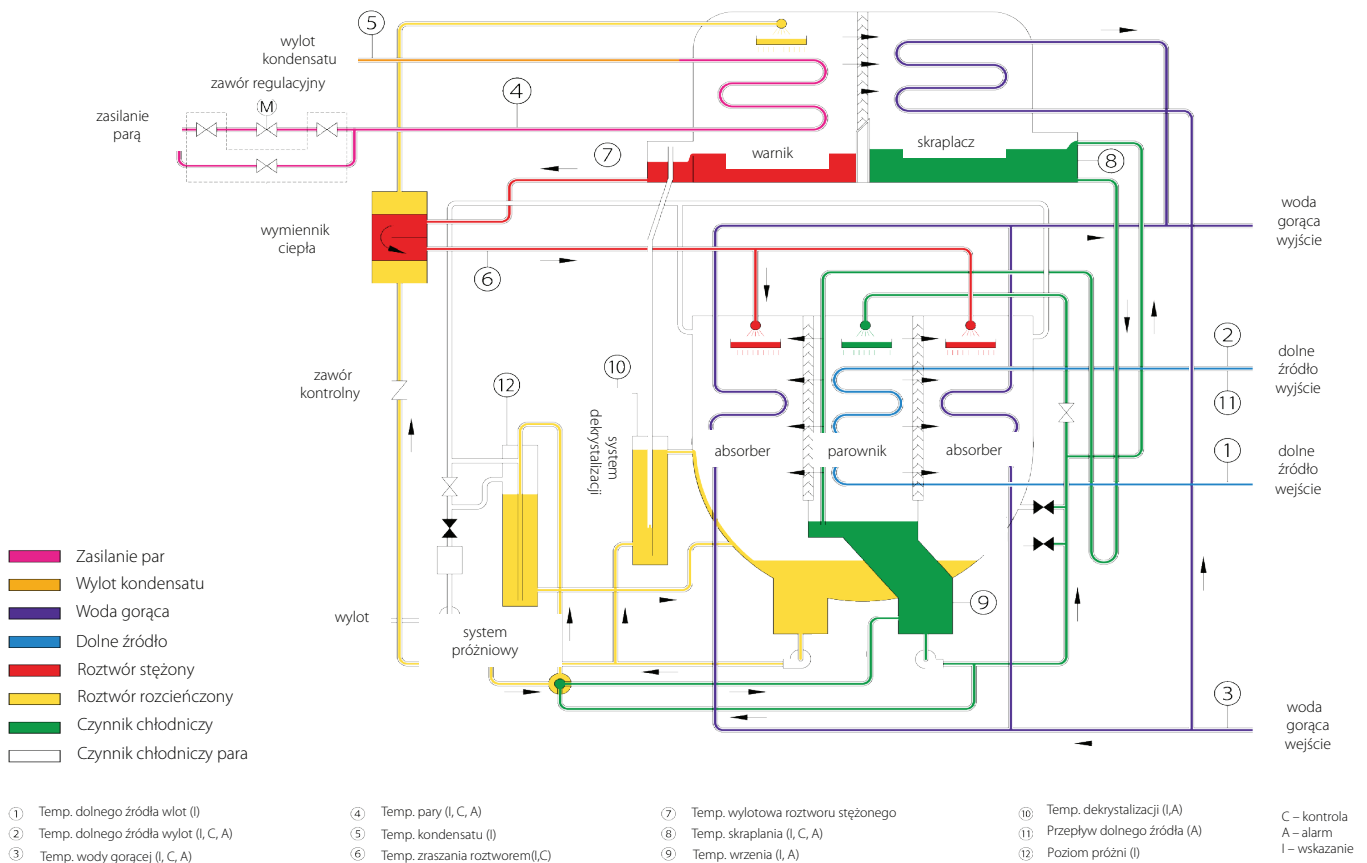 5
wylot
kondensatu
zawór regulacyjny
M
4
zasilanie
parą
7
warnik
skraplacz
8
wymiennik
ciepła
6
woda
gorąca
wyjście
2
dolne
źródło
wyjście
11
zawór
kontrolny
12
10
system
dekrystalizacji
absorber
parownik
absorber
1
dolne
źródło
wejście
9
wylot
system
próżniowy
3
woda
gorąca
wejście
Zasilanie par
Wylot kondensatu
Woda gorąca
Dolne źródło
Roztwór stężony
Roztwór rozcieńczony
Czynnik chłodniczy
Czynnik chłodniczy para
1 Temp. dolnego źródła wlot (I)
2 Temp. dolnego źródła wylot (I, C, A)
3 Temp. wody gorącej (I, C, A)
4 Temp. pary (I, C, A)
5 Temp. kondensatu (I)
6 Temp. zraszania roztworem(I,C)
7 Temp. wylotowa roztworu stężonego
8 Temp. skraplania (I, C, A)
9 Temp. wrzenia (I, A)
10 Temp. dekrystalizacji (I,A)
11 Przepływ dolnego źródła (A)
12 Poziom próżni (I)
C – kontrola
A – alarm
I – wskazanie